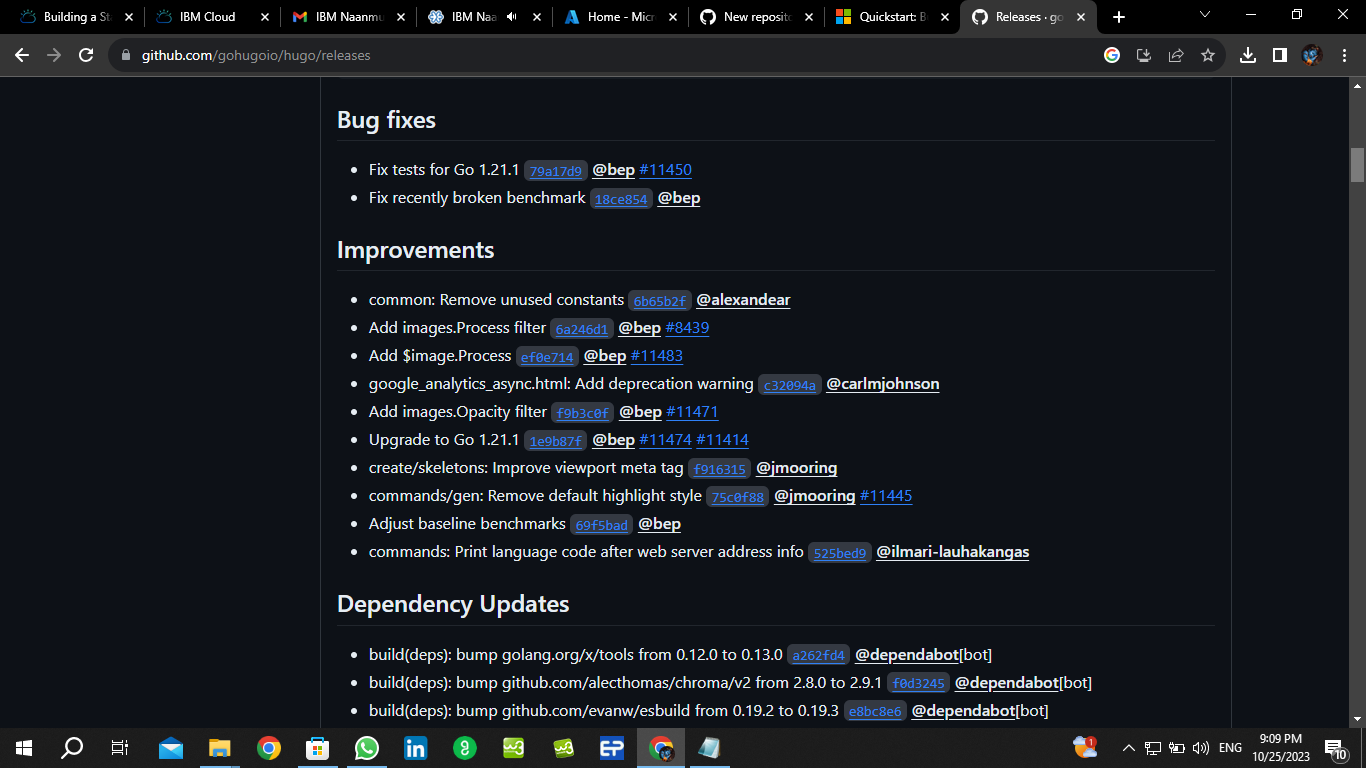 Building a St
IBM Cloud
IBM Naanmu
IBM Naa
Home - Micr
New reposito
Quickstart: B
Releases · go
github.com/gohugoio/hugo/releases
Bug fixes
Fix tests for Go 1.21.1 79a17d9 @bep #11450
Fix recently broken benchmark 18ce854 @bep
Improvements
common: Remove unused constants 6b65b2f @alexandear
Add images.Process filter 6a246d1 @bep #8439
Add $image.Process ef0e714 @bep #11483
google_analytics_async.html: Add deprecation warning c32094a @carlmjohnson
Add images.Opacity filter f9b3c0f @bep #11471
Upgrade to Go 1.21.1 1e9b87f @bep #11474 #11414
create/skeletons: Improve viewport meta tag f916315 @jmooring
commands/gen: Remove default highlight style 75c0f88 @jmooring #11445
Adjust baseline benchmarks 69f5bad @bep
commands: Print language code after web server address info 525bed9 @ilmari-lauhakangas
Dependency Updates
build(deps): bump golang.org/x/tools from 0.12.0 to 0.13.0 a262fd4 @dependabot[bot]
build(deps): bump github.com/alecthomas/chroma/v2 from 2.8.0 to 2.9.1 f0d3245 @dependabot[bot]
build(deps): bump github.com/evanw/esbuild from 0.19.2 to 0.19.3 e8bc8e6 @dependabot[bot]
EP
1
ENG
9:09 PM
10/25/2023
10